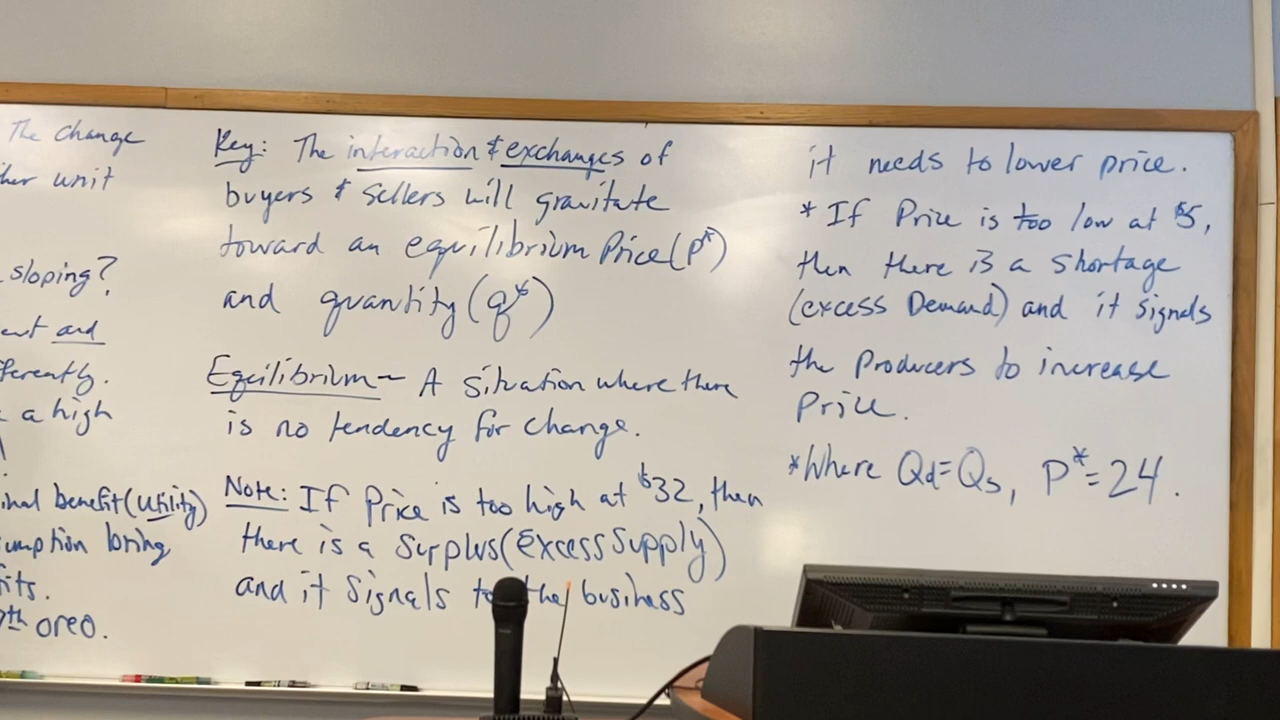 The change
her unit
sloping?
and
ferently.
a high
inal benefit (utility)
umption bring
fits.
th oreo.
Key: The interaction & exchanges of
buyers & sellers will gravitate
toward an equilibrium Price (P*)
and quantity (q*)
Equilibrium - A situation where there
is no tendency for change.
Note: If Price is too high at $32, then
there is a Surplus (Excess Supply)
and it Signals to the business
it needs to lower price.
* If Price is too low at $5,
then there is a shortage
(excess Demand) and it signals
the Producers to increase
Price.
*Where Qd = Qs, P* = 24.